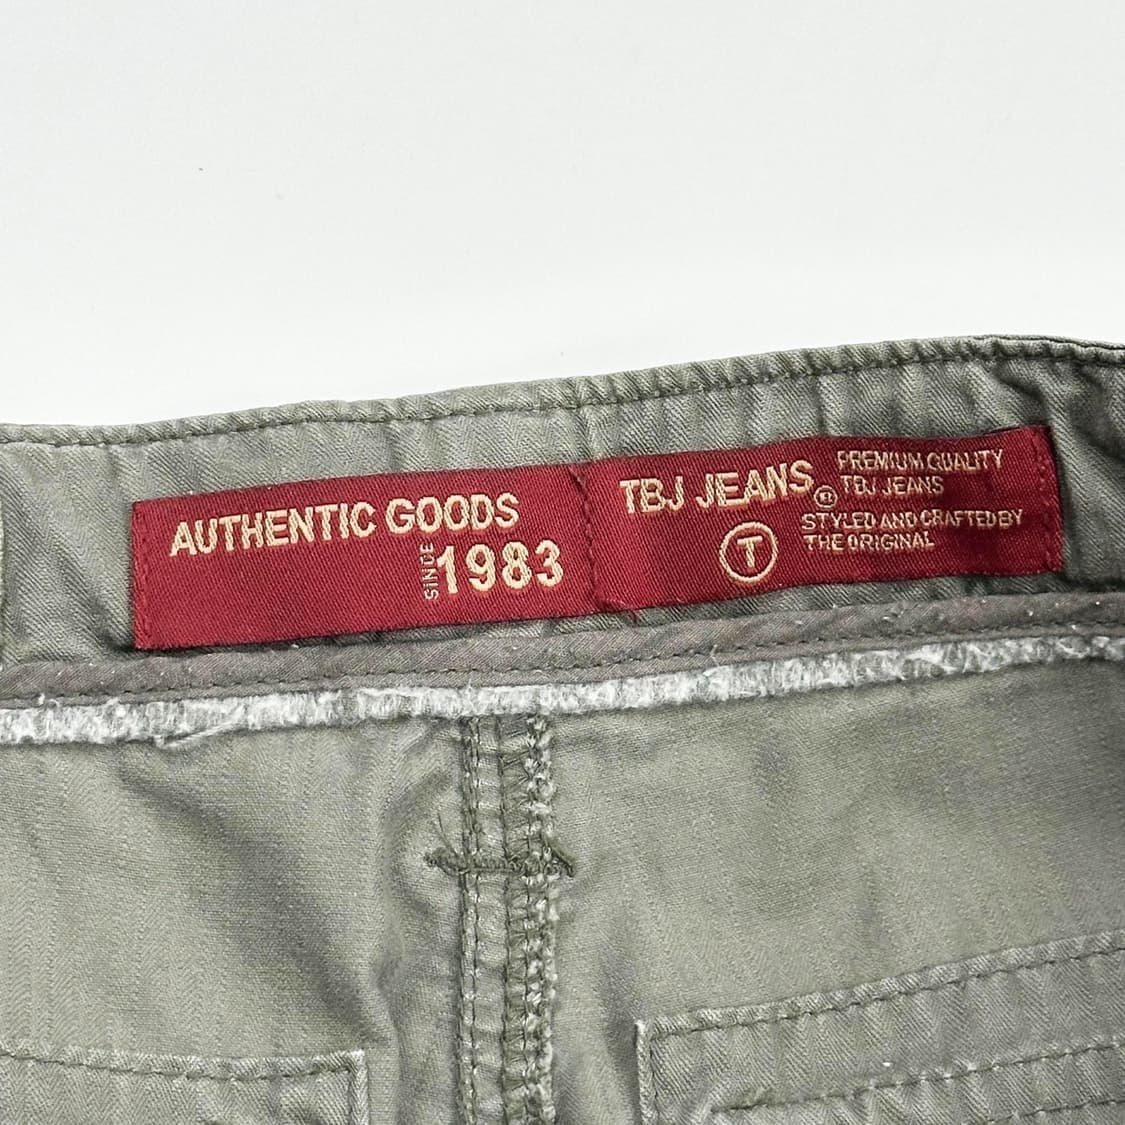 AUTHENTIC GOODS
SINCE 1983
TBJ JEANS
T
PREMIUM QUALITY
TBJ JEANS
STYLED AND CRAFTED BY
THE ORIGINAL